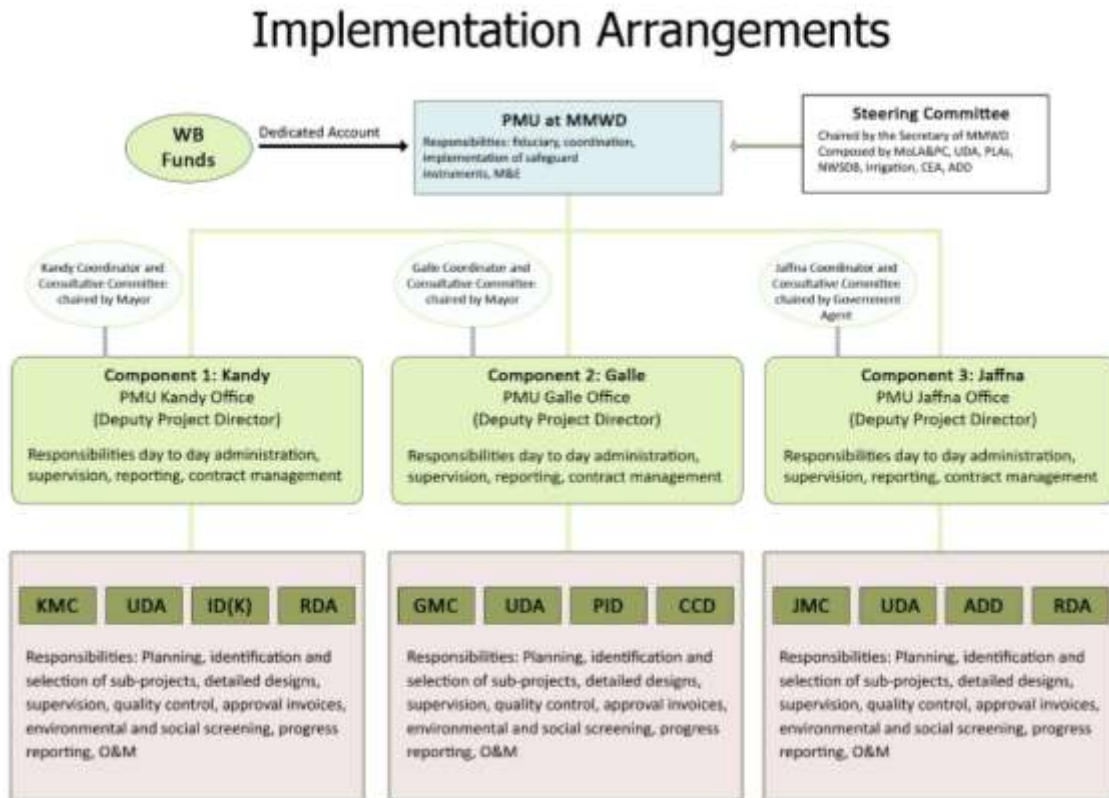 Implementation Arrangements
WB
Funds
Dedicated Account
PMU at MMWD
Responsibilities: fiduciary, coordination,
implementation of safeguard
instruments, M&E
Steering Committee
Chaired by the Secretary of MMWD
Composed by MoLA&PC, UDA, PLAs,
NWSDB, Irrigation, CEA, ADD
Kandy Coordinator and
Consultative Committee
chaired by Mayor
Galle Coordinator and
Consultative Committee
chaired by Mayor
Jaffna Coordinator and
Consultative Committee
chaired by Government
Agent
Component 1: Kandy
PMU Kandy Office
(Deputy Project Director)
Responsibilities day to day administration,
supervision, reporting, contract management
Component 2: Galle
PMU Galle Office
(Deputy Project Director)
Responsibilities day to day administration,
supervision, reporting, contract management
Component 3: Jaffna
PMU Jaffna Office
(Deputy Project Director)
Responsibilities day to day administration,
supervision, reporting, contract management
KMC UDA ID(K) RDA
Responsibilities: Planning, identification and
selection of sub-projects, detailed designs,
supervision, quality control, approval invoices,
environmental and social screening, progress
reporting, O&M
GMC UDA PID CCD
Responsibilities: Planning, identification and
selection of sub-projects, detailed designs,
supervision, quality control, approval invoices,
environmental and social screening, progress
reporting, O&M
JMC UDA ADD RDA
Responsibilities: Planning, identification and
selection of sub-projects, detailed designs,
supervision, quality control, approval invoices,
environmental and social screening, progress
reporting, O&M